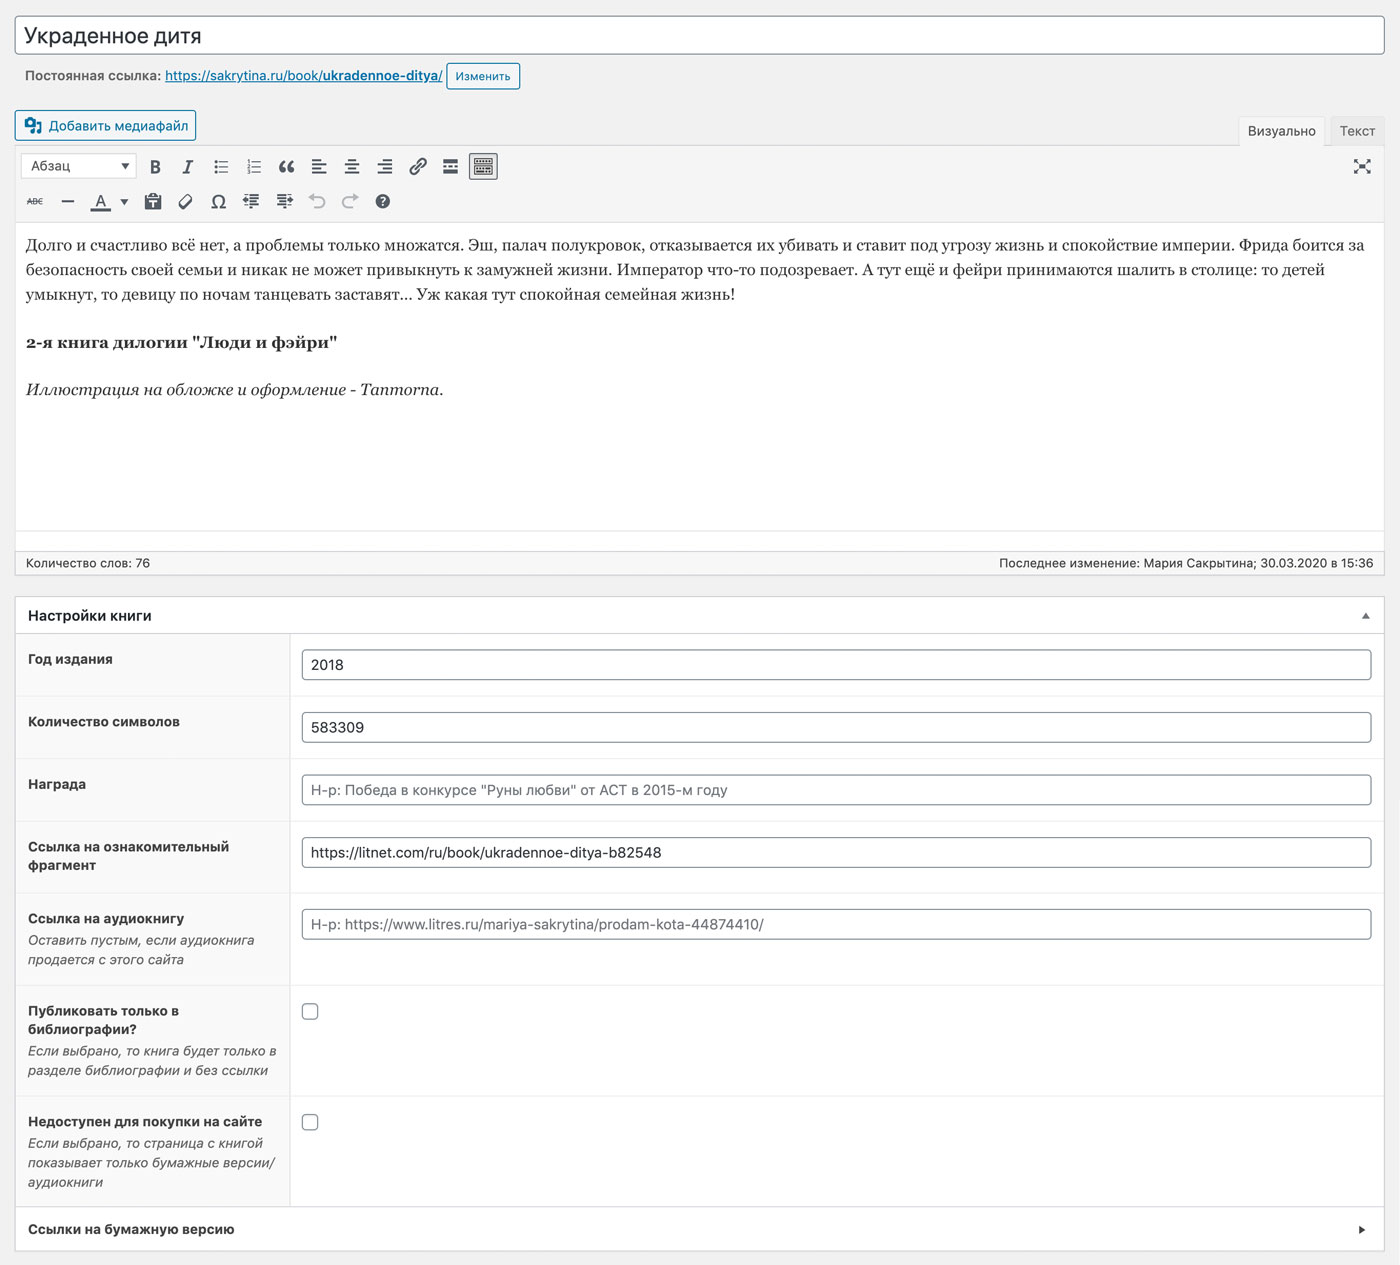 Украденное дитя
Постоянная ссылка: https://sakrytina.ru/book/ukradennoe-ditya/ Изменить
Добавить медиафайл
Визуально Текст
Абзац
ABC
Долго и счастливо всё нет, а проблемы только множатся. Эш, палач полукровок, отказывается их убивать и ставит под угрозу жизнь и спокойствие империи. Фрида боится за
безопасность своей семьи и никак не может привыкнуть к замужней жизни. Император что-то подозревает. А тут ещё и фейри принимаются шалить в столице: то детей
умыкнут, то девицу по ночам танцевать заставят... Уж какая тут спокойная семейная жизнь!
2-я книга дилогии "Люди и фэйри"
Иллюстрация на обложке и оформление - Tanmorna.
Количество слов: 76
Последнее изменение: Мария Сакрытина; 30.03.2020 в 15:36
Настройки книги
Год издания
2018
Количество символов
583309
Награда
Н-р: Победа в конкурсе "Руны любви" от АСТ в 2015-м году
Ссылка на ознакомительный
фрагмент
https://litnet.com/ru/book/ukradennoe-ditya-b82548
Ссылка на аудиокнигу
Оставить пустым, если аудиокнига
продается с этого сайта
Н-р: https://www.litres.ru/mariya-sakrytina/prodam-kota-44874410/
Публиковать только в
библиографии?
Если выбрано, то книга будет только в
разделе библиографии и без ссылки
Недоступен для покупки на сайте
Если выбрано, то страница с книгой
показывает только бумажные версии/
аудиокниги
Ссылки на бумажную версию